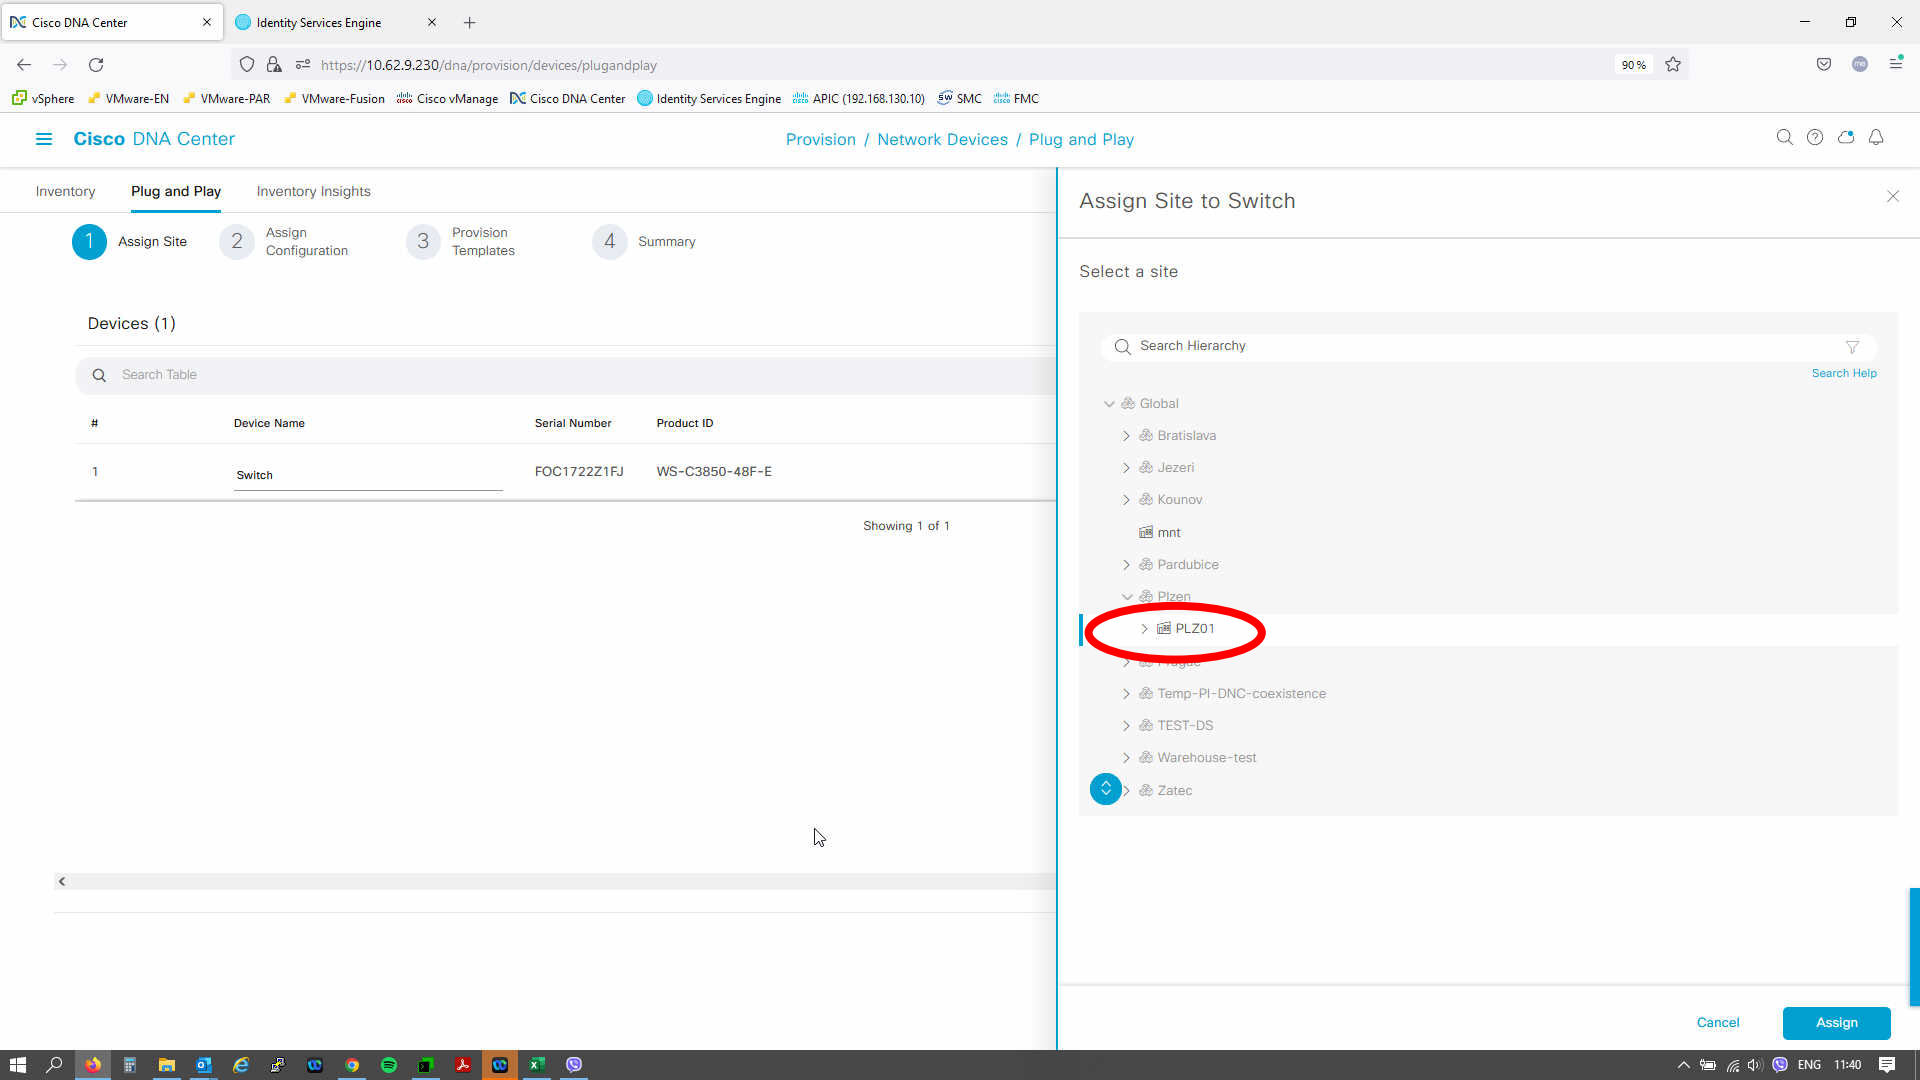 Cisco DNA Center
Identity Services Engine
https://10.62.9.230/dna/provision/devices/plugandplay
90%
me
vSphere
VMware-EN
VMware-PAR
VMware-Fusion
Cisco vManage
Cisco DNA Center
Identity Services Engine
APIC (192.168.130.10)
SW SMC
FMC
Cisco DNA Center
Provision / Network Devices / Plug and Play
Inventory
Plug and Play
Inventory Insights
1 Assign Site
2 Assign
Configuration
3 Provision
Templates
4 Summary
Devices (1)
Search Table
# Device Name Serial Number Product ID
1 Switch FOC1722Z1FJ WS-C3850-48F-E
Showing 1 of 1
Assign Site to Switch
Select a site
Search Hierarchy
Search Help
Global
Bratislava
Jezeri
Kounov
mnt
Pardubice
Plzen
PLZ01
Prague
Temp-PI-DNC-coexistence
TEST-DS
Warehouse-test
Zatec
Cancel
Assign
ENG
11:40